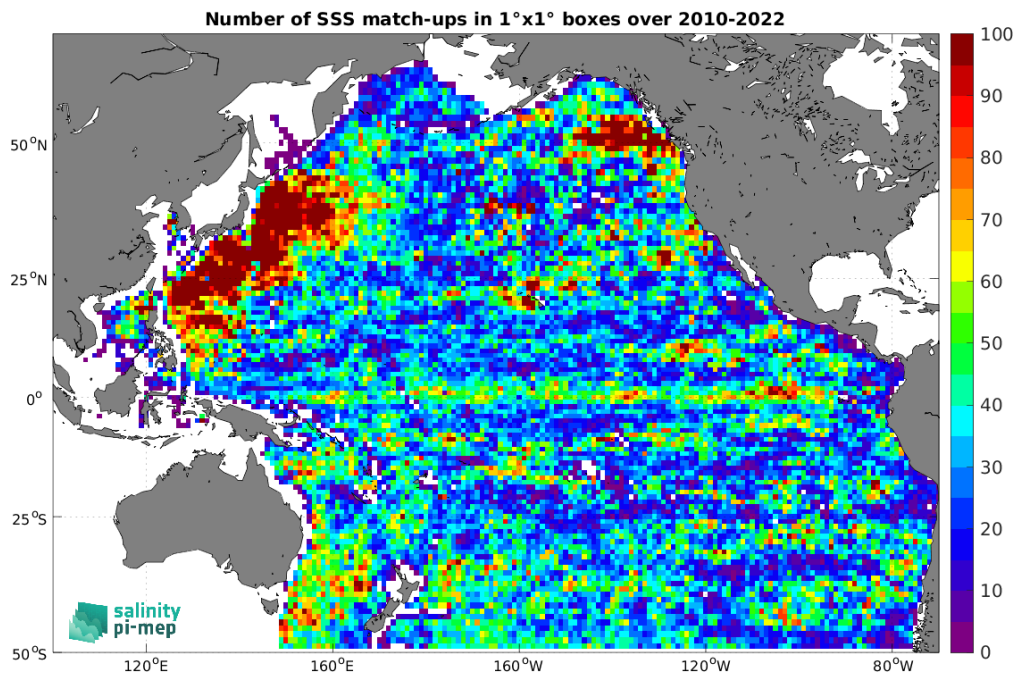 Number of SSS match-ups in 1°x1° boxes over 2010-2022
100
90
80
70
60
50
40
30
20
10
0
50°N
25°N
0°
25°S
50°S
120°E
160°E
160°W
120°W
80°W
salinity
pi-mep